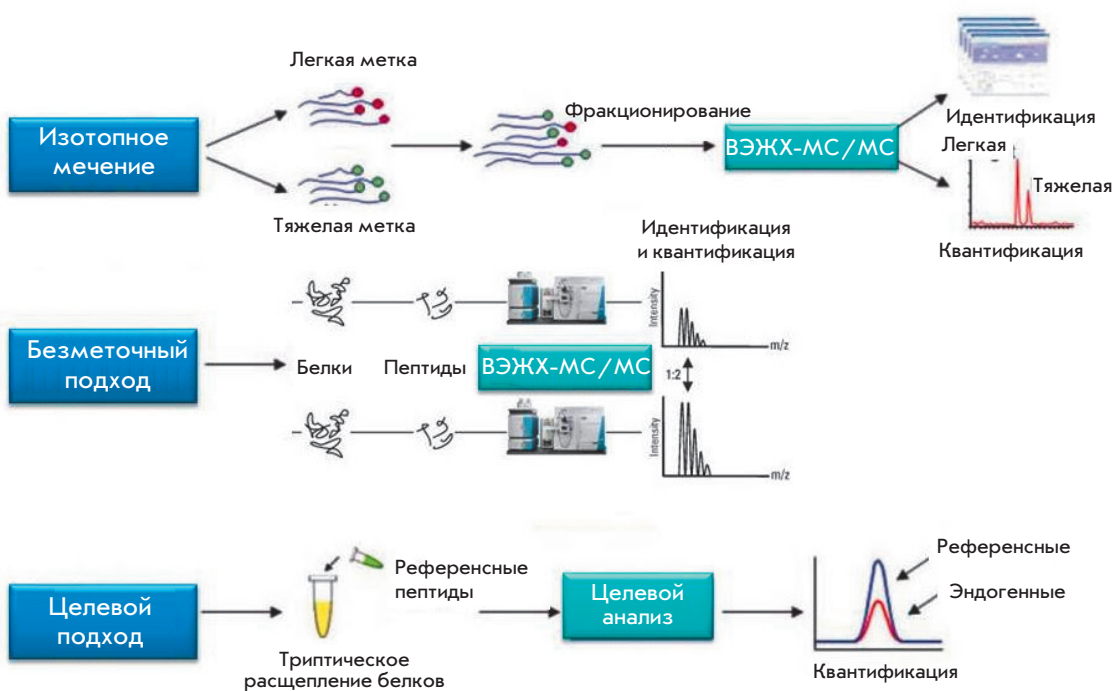 Легкая метка
Изотопное
мечение
Тяжелая метка
Фракционирование
ВЭЖХ-МС/МС
Идентификация
Легкая
Тяжелая
Квантификация
Идентификация
и квантификация
Безметочный
подход
Белки
Пептиды
ВЭЖХ-МС/МС
Intensity
m/z
1:2
Intensity
m/z
Целевой
подход
Референсные
пептиды
Триптическое
расщепление белков
Целевой
анализ
Референсные
Эндогенные
Квантификация